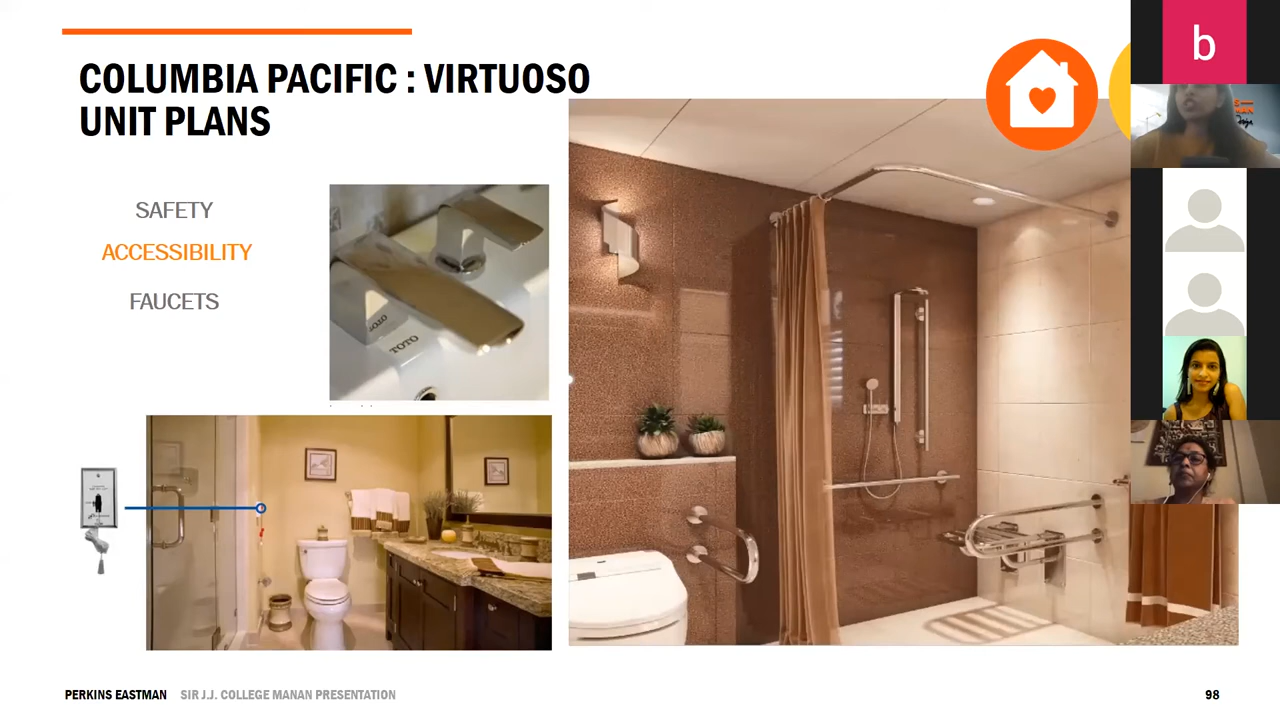 COLUMBIA PACIFIC : VIRTUOSO
UNIT PLANS
SAFETY
ACCESSIBILITY
FAUCETS
TOTO
b
PERKINS EASTMAN
SIR J.J. COLLEGE MANAN PRESENTATION
98